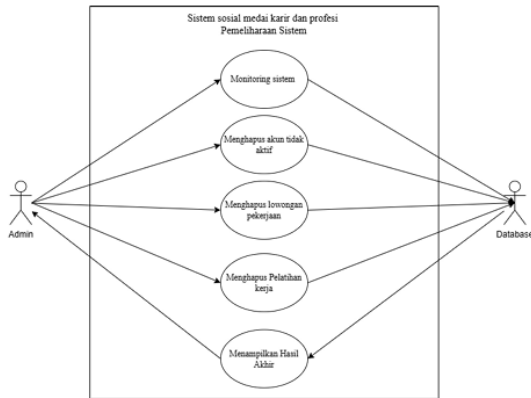 Sistem sosial medai karir dan profesi
Pemeliharaan Sistem
Monitoring sistem
Menghapus akun tidak
aktif
Menghapus lowongan
pekerjaan
Admin
Database
Menghapus Pelatihan
kerja
Menampilkan Hasil
Akhir